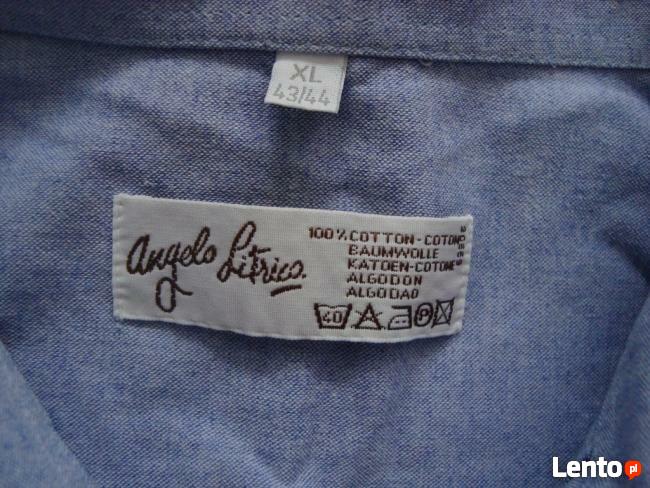 XL
43/44
Angelo Litrico.
100% COTTON-COTON
BAUMWOLLE
KATOEN-COTONE
ALGODON
ALGODAO
40 P
Lento pl